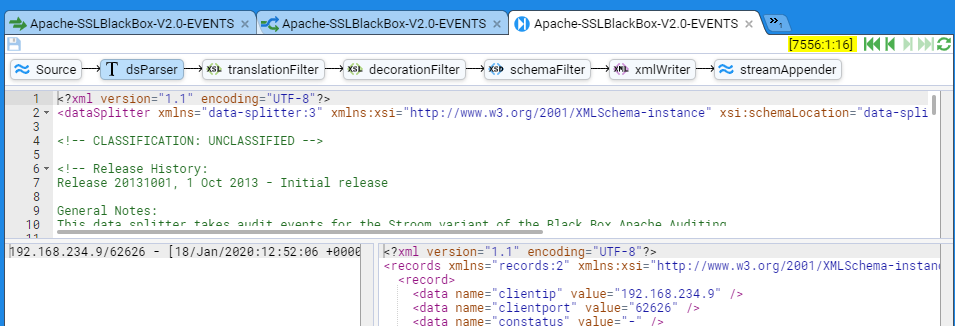 Apache-SSLBlackBox-V2.0-EVENTS × Apache-SSLBlackBox-V2.0-EVENTS × Apache-SSLBlackBox-V2.0-EVENTS × »1
[7556:1:16]
Source dsParser translationFilter decorationFilter schemaFilter xmlWriter streamAppender
1 <?xml version="1.1" encoding="UTF-8"?>
2 <dataSplitter xmlns="data-splitter:3" xmlns:xsi="http://www.w3.org/2001/XMLSchema-instance" xsi:schemaLocation="data-spli
3
4 <!-- CLASSIFICATION: UNCLASSIFIED -->
5
6 <!-- Release History:
7 Release 20131001, 1 Oct 2013 - Initial release
8
9 General Notes:
10 This data splitter takes audit events for the Stroom variant of the Black Box Apache Auditing
11
192.168.234.9/62626 - [18/Jan/2020:12:52:06 +0000
<?xml version="1.1" encoding="UTF-8"?>
<records xmlns="records:2" xmlns:xsi="http://www.w3.org/2001/XMLSchema-instanc
<record>
<data name="clientip" value="192.168.234.9" />
<data name="clientport" value="62626" />
<data name="constatus" value="-" />